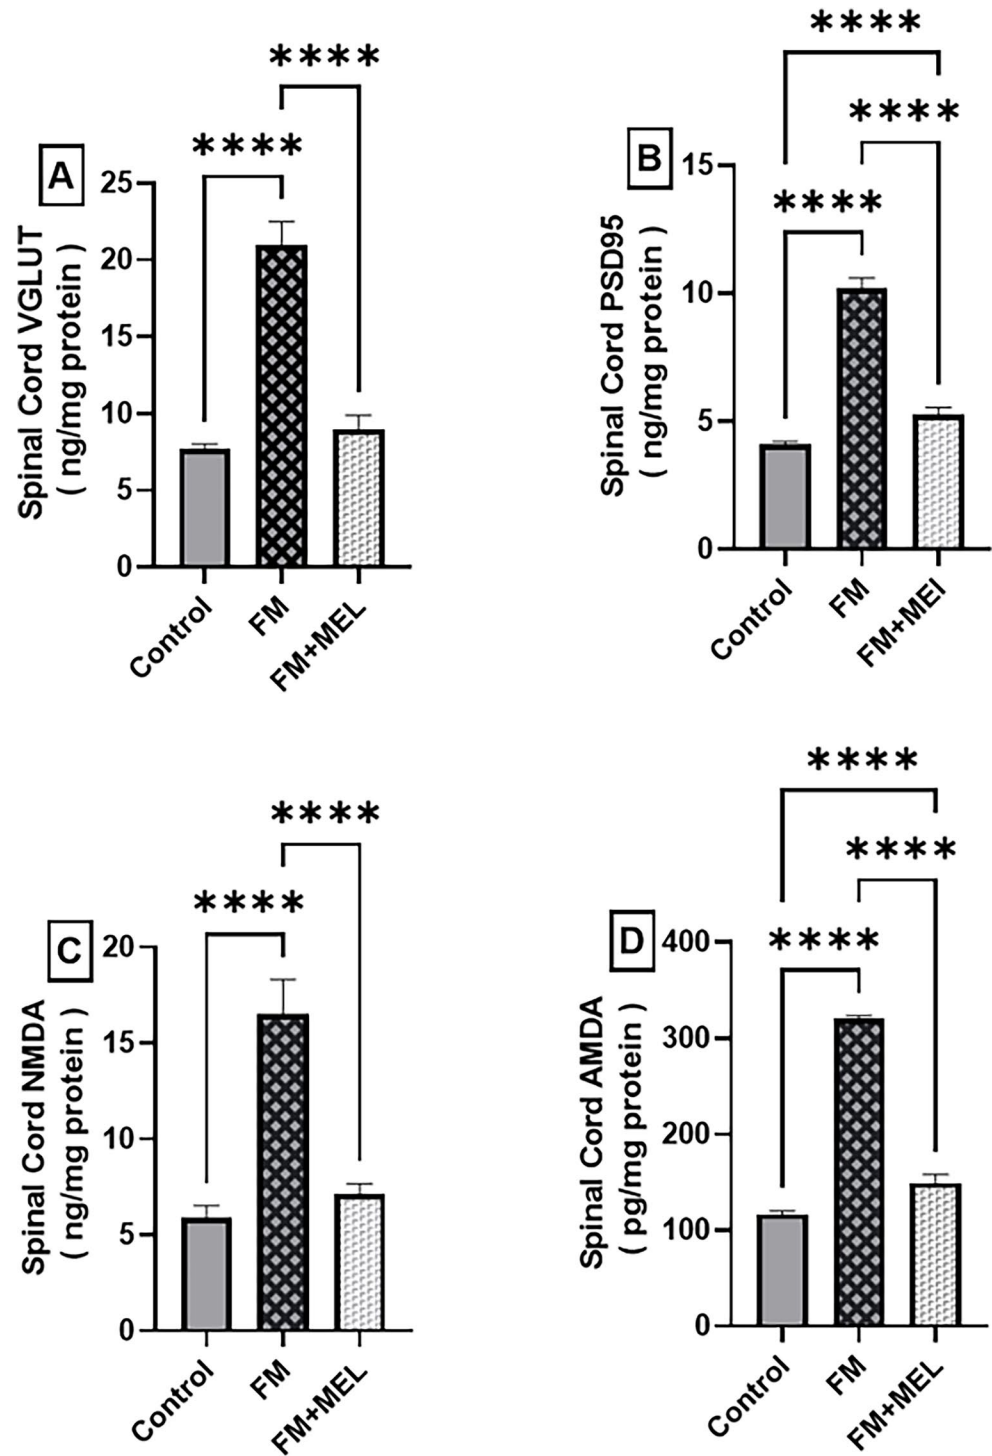 ****
****
A
25
20
15
10
5
0
Spinal Cord VGLUT
( ng/mg protein )
Control
FM
FM+MEL
****
****
****
B
15
10
5
0
Spinal Cord PSD95
( ng/mg protein )
Control
FM
FM+MEl
****
****
C
20
15
10
5
0
Spinal Cord NMDA
( ng/mg protein )
Control
FM
FM+MEL
****
****
****
D
400
300
200
100
0
Spinal Cord AMDA
( pg/mg protein )
Control
FM
FM+MEL